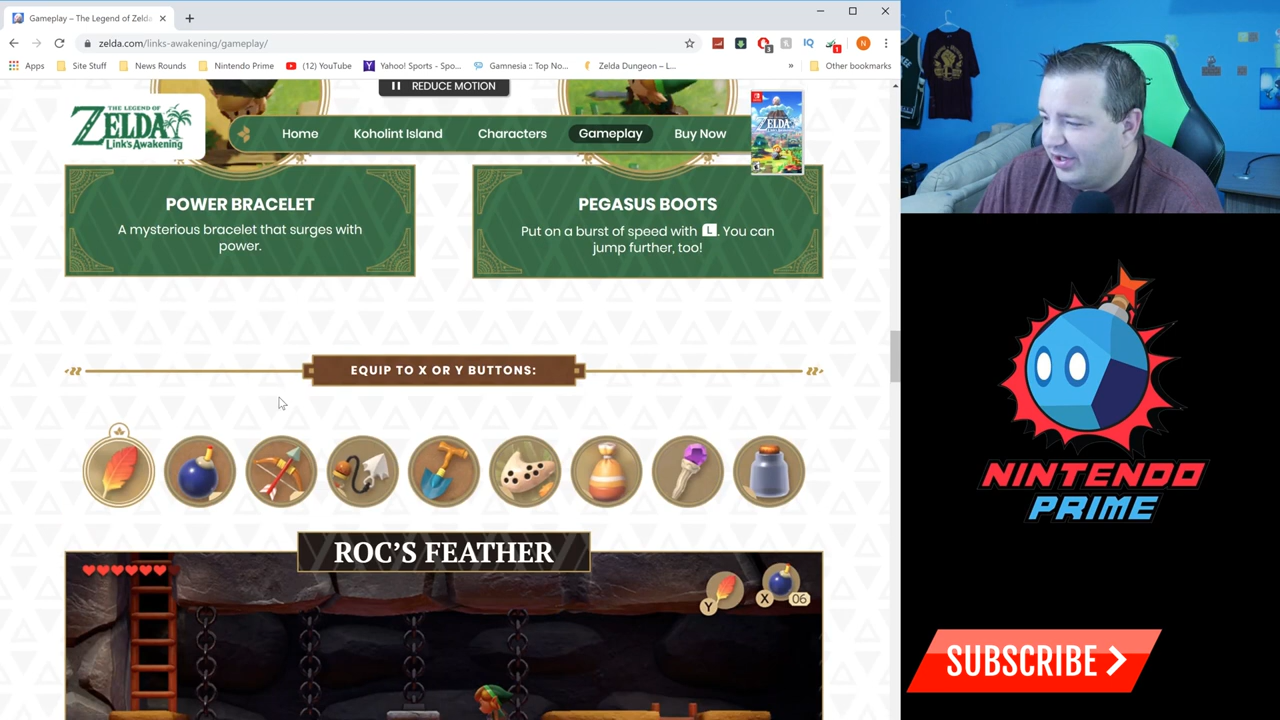 Gameplay – The Legend of Zelda
zelda.com/links-awakening/gameplay/
Apps
Site Stuff
News Rounds
Nintendo Prime
(12) YouTube
Yahoo! Sports - Spo...
Gamnesia :: Top No...
Zelda Dungeon – L...
»
Other bookmarks
REDUCE MOTION
THE LEGEND OF
ZELDA
Link's Awakening
Home
Koholint Island
Characters
Gameplay
Buy Now
POWER BRACELET
A mysterious bracelet that surges with
power.
PEGASUS BOOTS
Put on a burst of speed with L. You can
jump further, too!
EQUIP TO X OR Y BUTTONS:
ROC'S FEATHER
Y
X
06
NINTENDO
PRIME
SUBSCRIBE